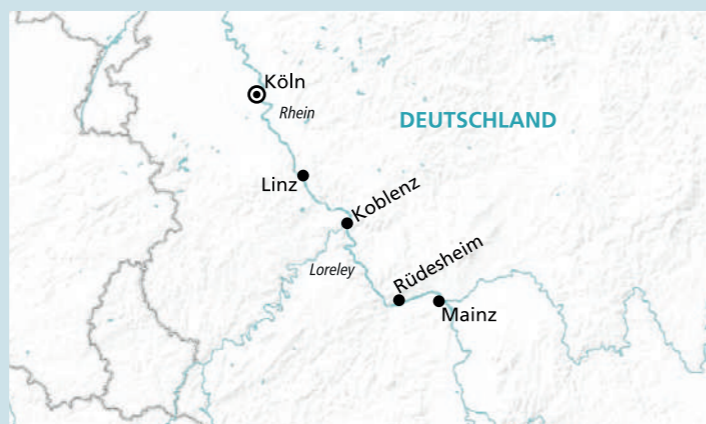 Köln
Rhein
DEUTSCHLAND
Linz
Koblenz
Loreley
Rüdesheim
Mainz